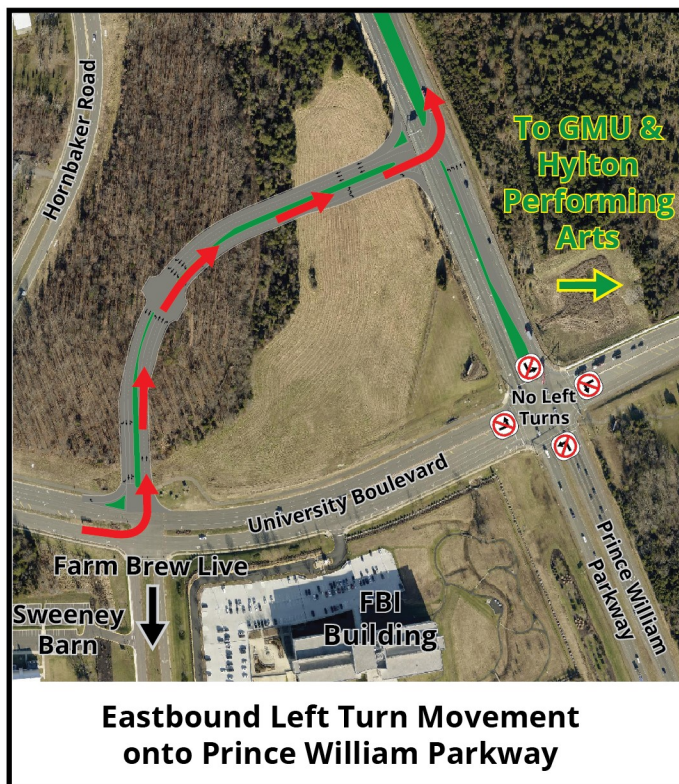 Hornbaker Road
To GMU &
Hylton
Performing
Arts
No Left
Turns
University Boulevard
Prince William
Parkway
Farm Brew Live
Sweeney
Barn
FBI
Building
Eastbound Left Turn Movement
onto Prince William Parkway